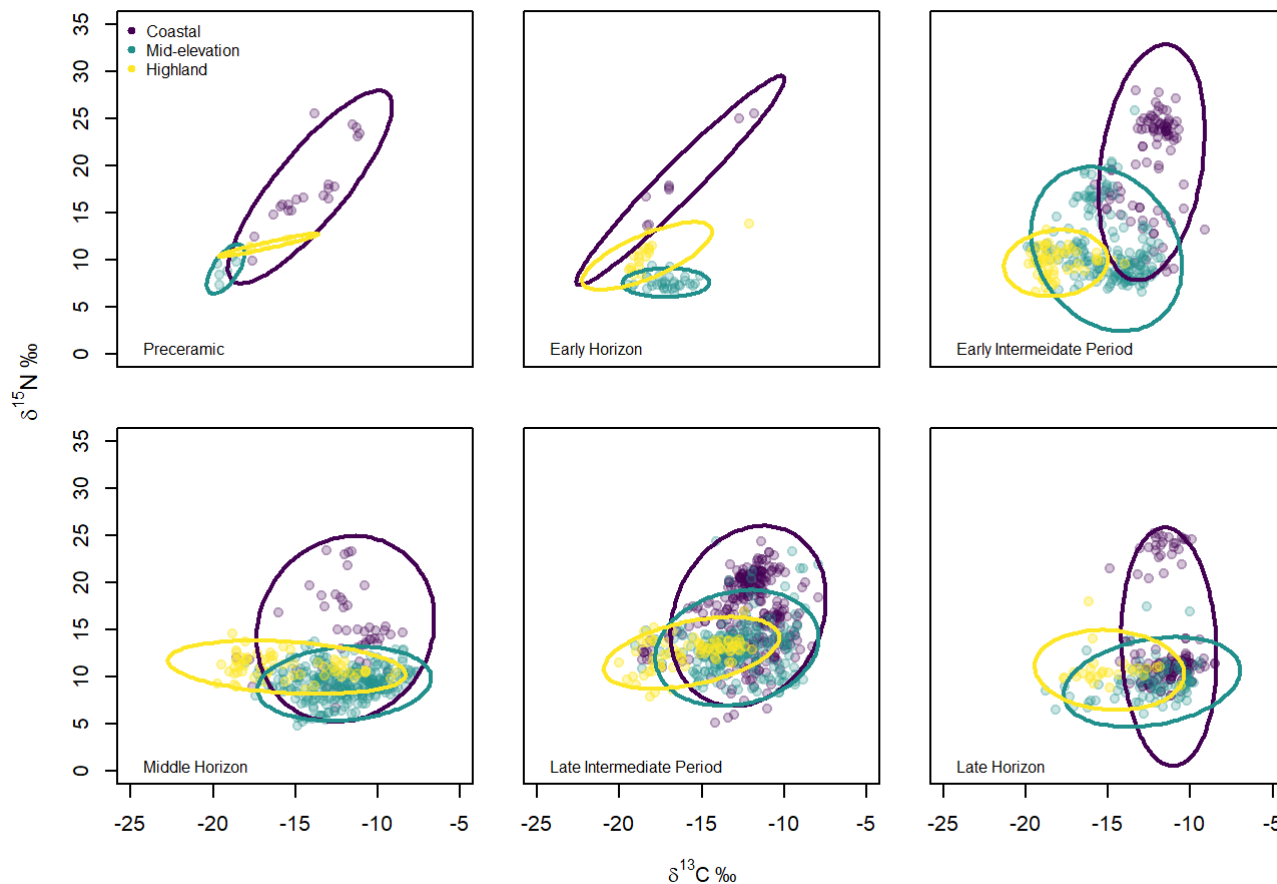 35
30
25
20
15
10
5
0
Coastal
Mid-elevation
Highland
Preceramic
Early Horizon
Early Intermeidate Period
δ15N ‰
35
30
25
20
15
10
5
0
Middle Horizon
Late Intermediate Period
Late Horizon
-25 -20 -15 -10 -5
-25 -20 -15 -10 -5
-25 -20 -15 -10 -5
δ13C ‰